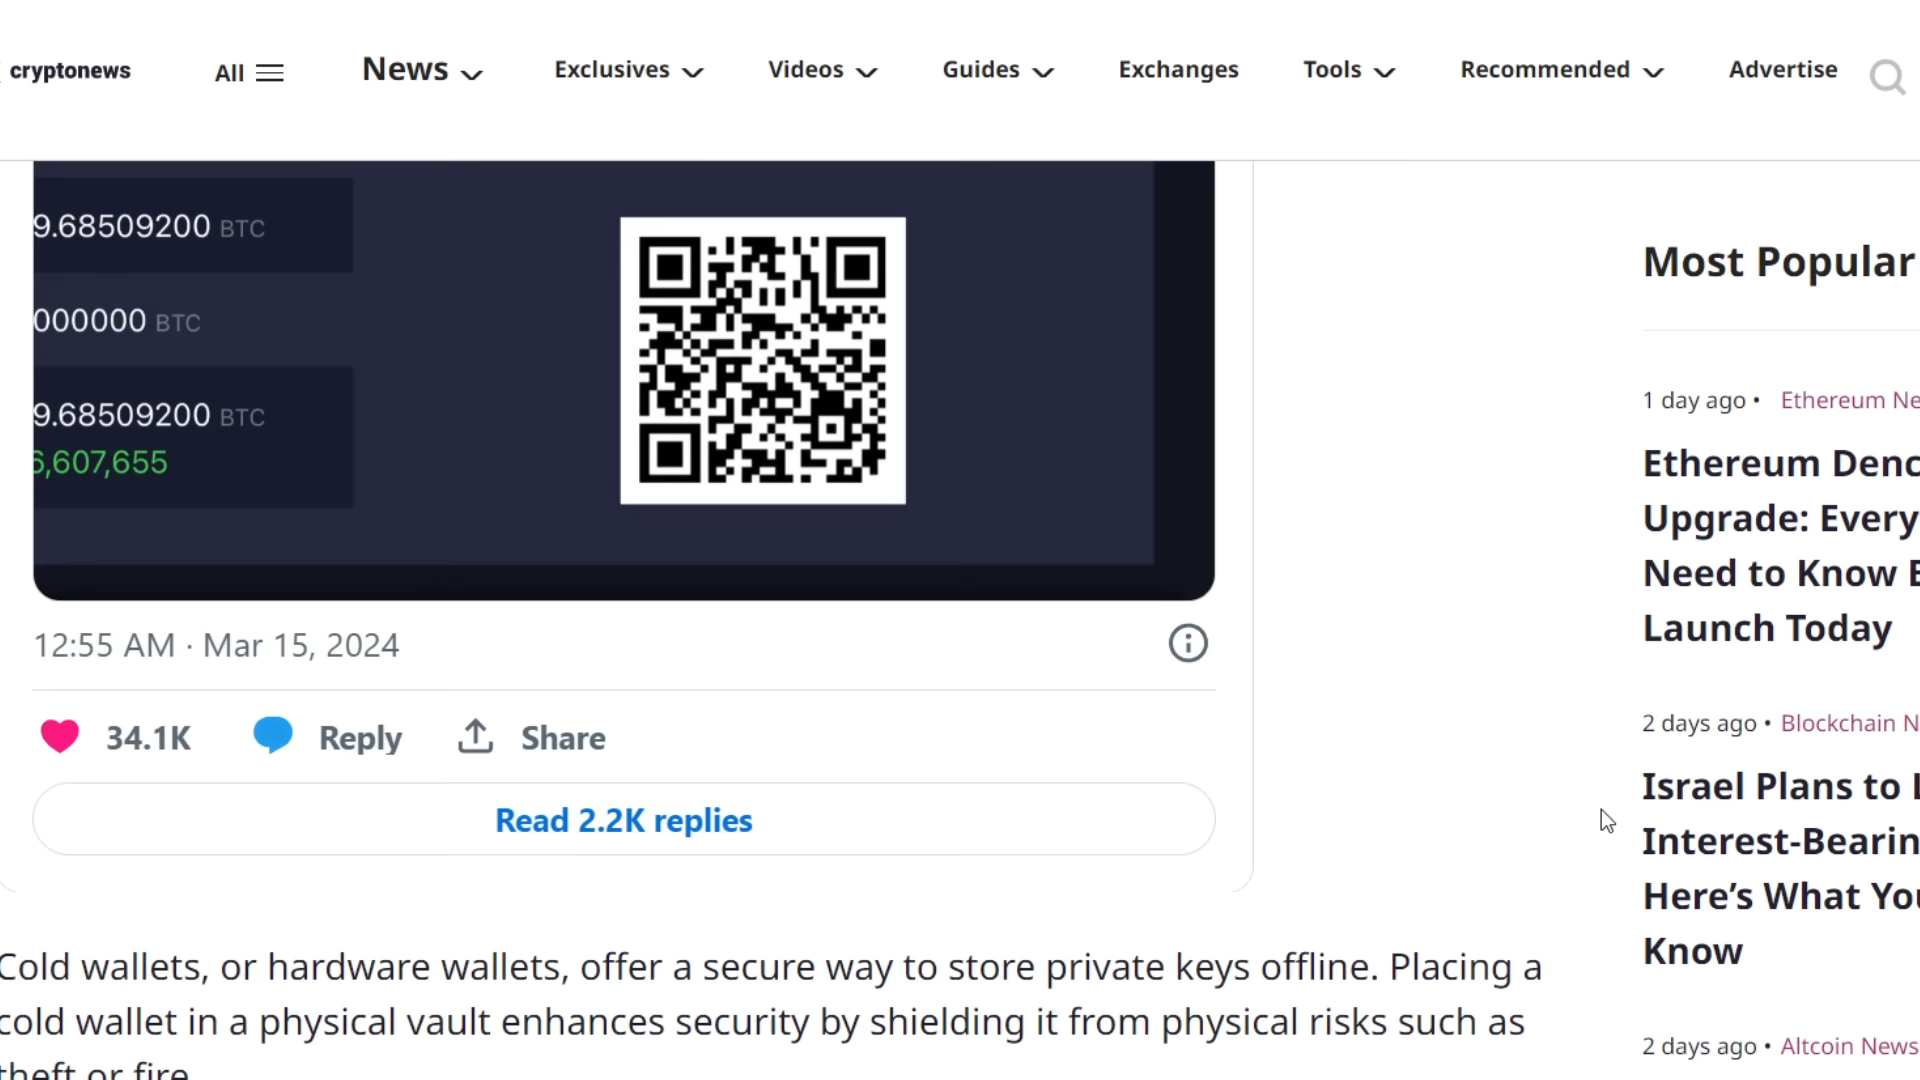 cryptonews All News Exclusives Videos Guides Exchanges Tools Recommended Advertise
9.68509200 BTC
000000 BTC
9.68509200 BTC
6,607,655
12:55 AM · Mar 15, 2024
34.1K Reply Share
Read 2.2K replies
Cold wallets, or hardware wallets, offer a secure way to store private keys offline. Placing a
cold wallet in a physical vault enhances security by shielding it from physical risks such as
theft or fire
Most Popular
1 day ago • Ethereum Ne
Ethereum Denc
Upgrade: Every
Need to Know
Launch Today
2 days ago • Blockchain N
Israel Plans to L
Interest-Bearin
Here’s What You
Know
2 days ago • Altcoin News